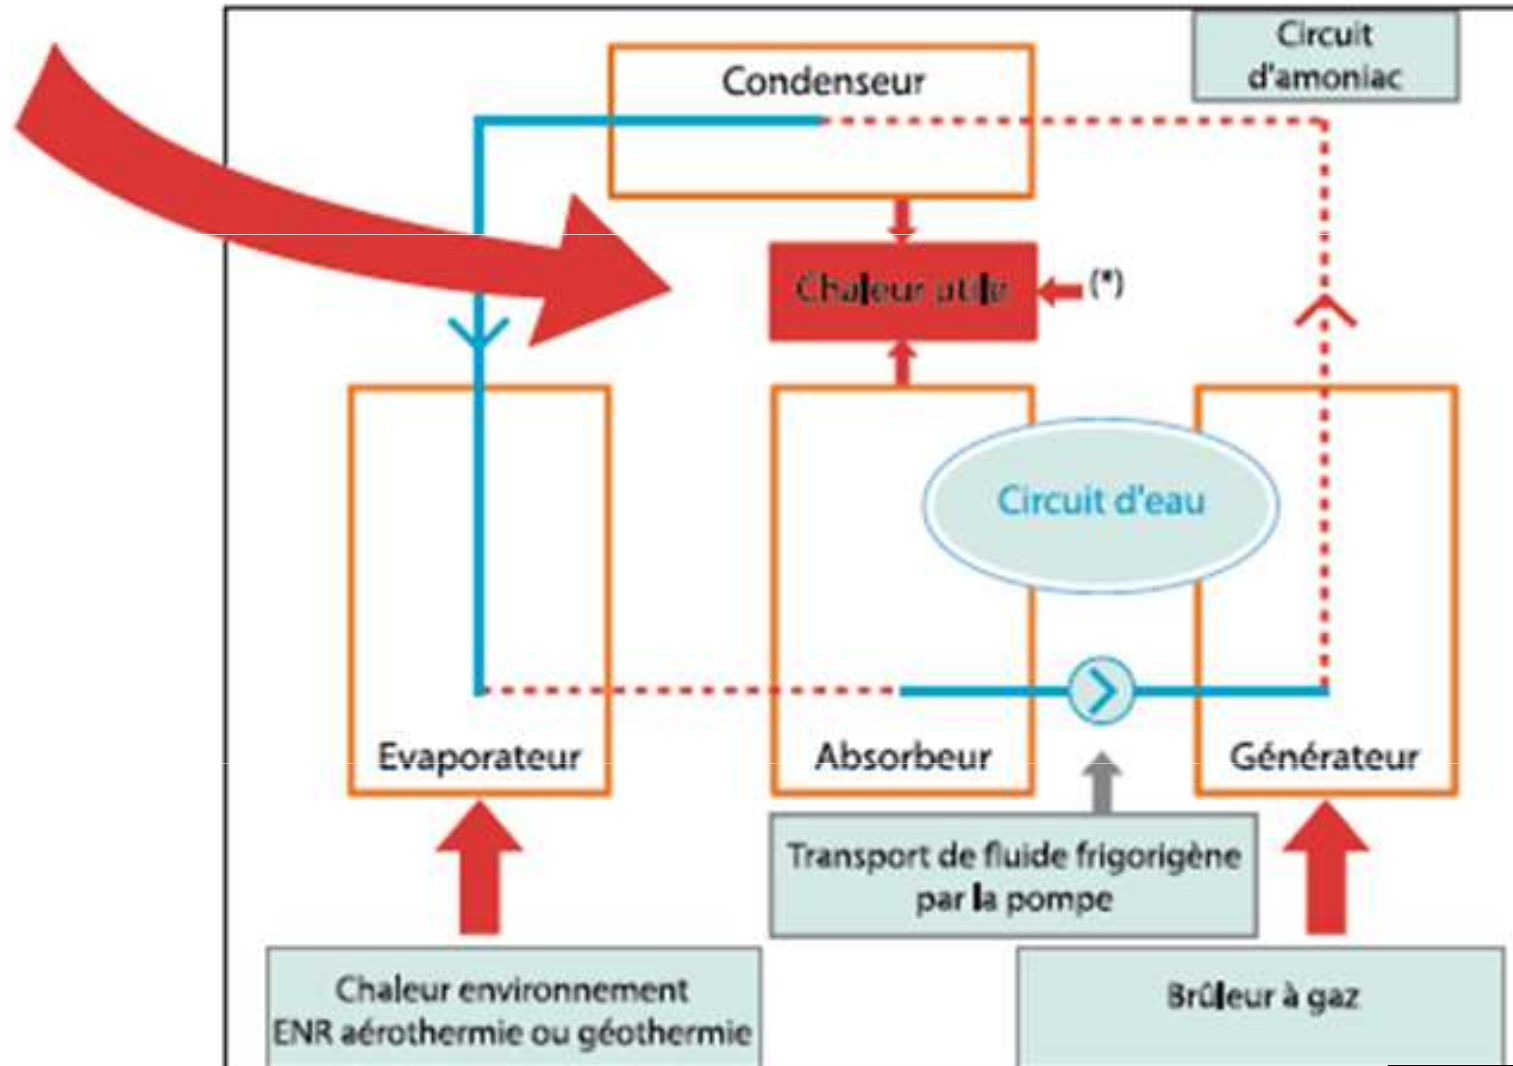 Circuit
d'amoniac
Condenseur
Chaleur utile
(*)
Circuit d'eau
Evaporateur
Absorbeur
Générateur
Transport de fluide frigorigène
par la pompe
Chaleur environnement
ENR aérothermie ou géothermie
Brûleur à gaz